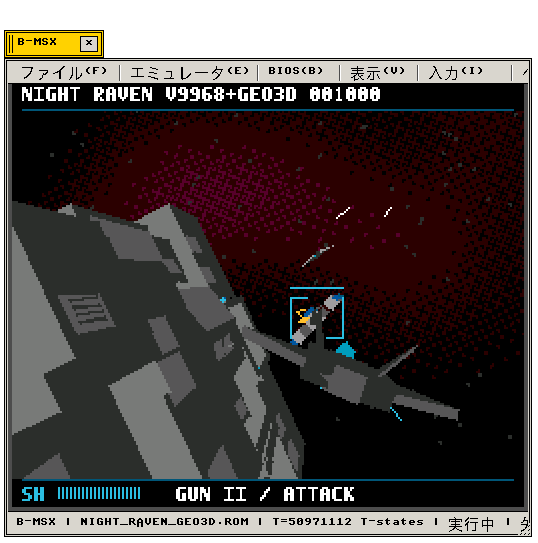 B-MSX
ファイル(F) エミュレータ(E) BIOS(B) 表示(V) 入力(I)
NIGHT RAVEN V9968+GEO3D 001000
SH GUN II / ATTACK
B-MSX | NIGHT_RAVEN_GEO3D.ROM | T=50971112 T-states | 実行中 |